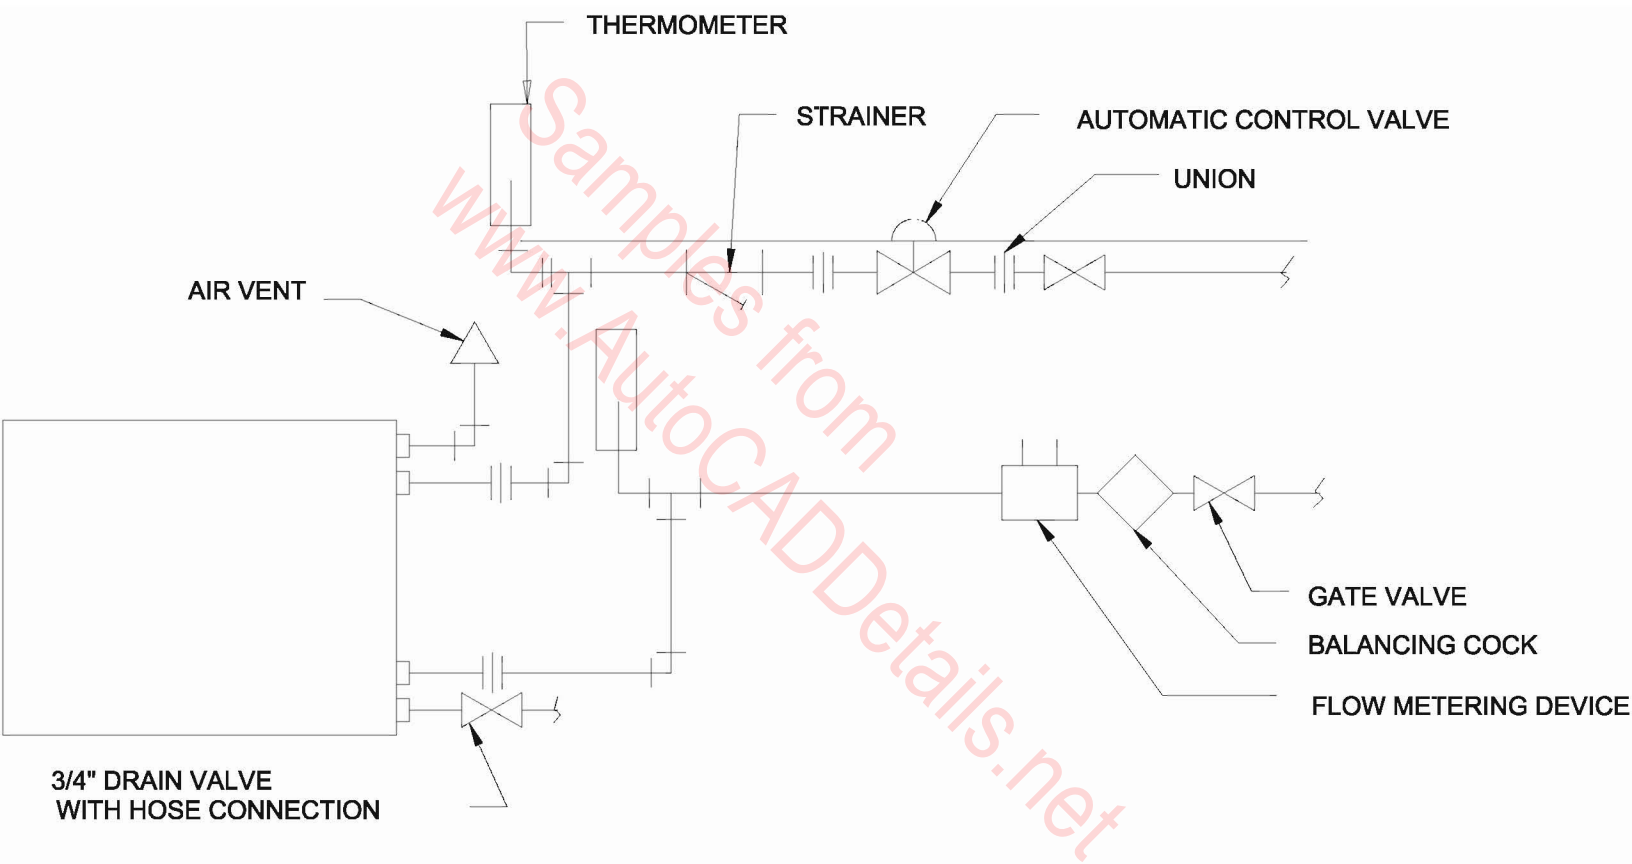 THERMOMETER
STRAINER
AUTOMATIC CONTROL VALVE
UNION
AIR VENT
Samples from
www.AutoCADDetails.net
GATE VALVE
BALANCING COCK
FLOW METERING DEVICE
3/4" DRAIN VALVE
WITH HOSE CONNECTION